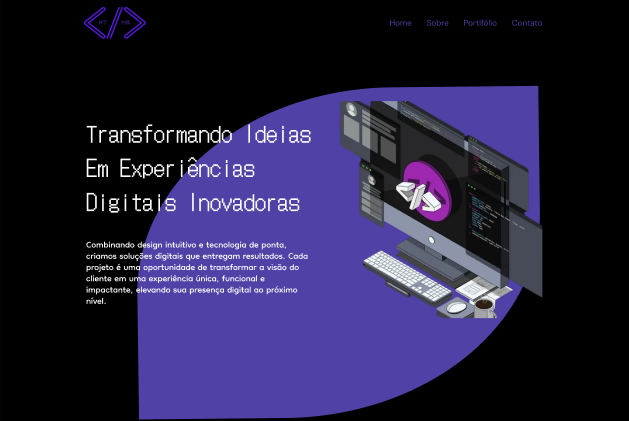 Home Sobre Portifólio Contato
Transformando Ideias
Em Experiências
Digitais Inovadoras
Combinando design intuitivo e tecnologia de ponta,
criamos soluções digitais que entregam resultados. Cada
projeto é uma oportunidade de transformar a visão do
cliente em uma experiência única, funcional e
impactante, elevando sua presença digital ao próximo
nível.